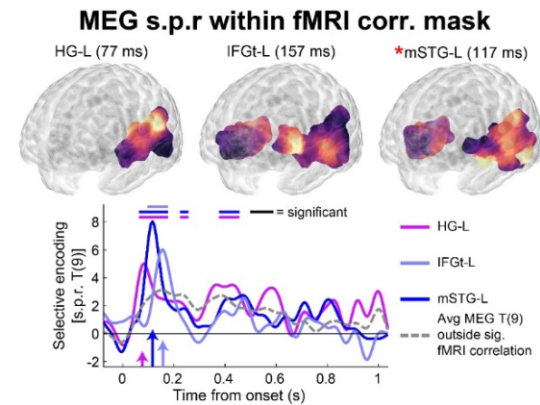 MEG s.p.r within fMRI corr. mask
HG-L (77 ms)
IFGt-L (157 ms)
*mSTG-L (117 ms)
= significant
Selective encoding
[s.p.r. T(9)]
8
6
4
2
0
-2
0
0.2
0.4
0.6
0.8
1
Time from onset (s)
HG-L
IFGt-L
mSTG-L
Avg MEG T(9)
outside sig.
fMRI correlation